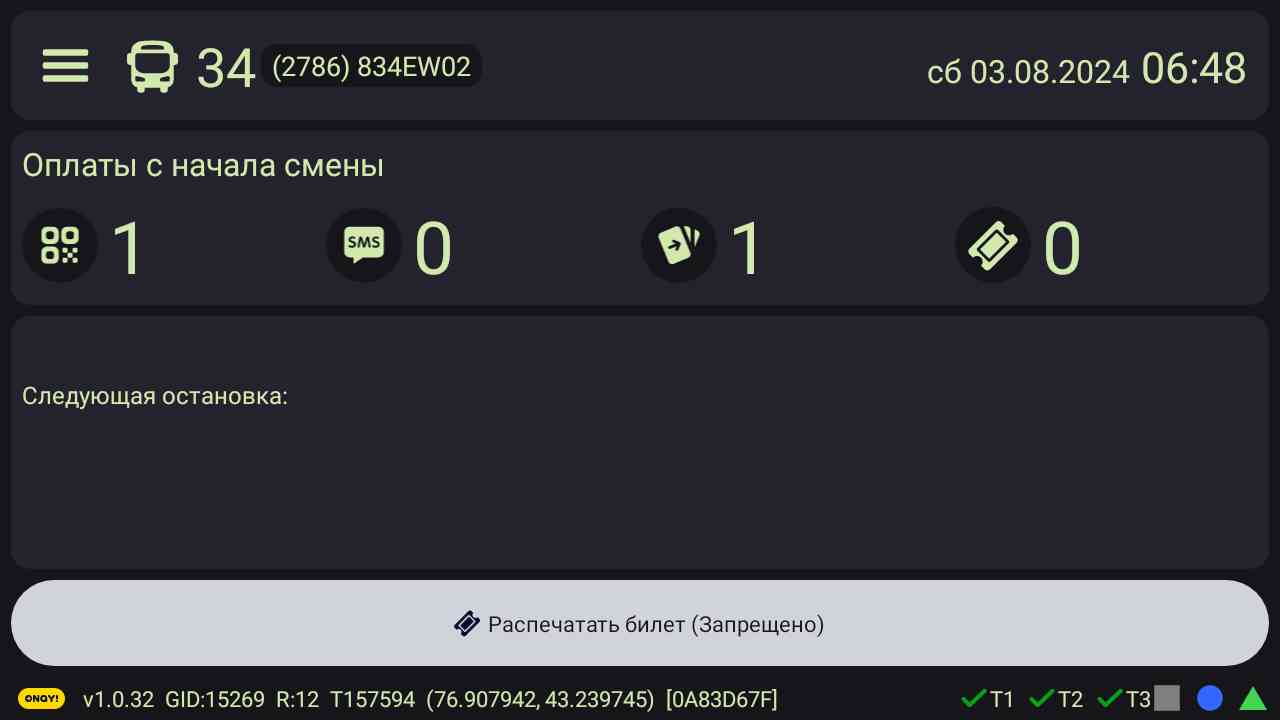 34 (2786) 834EW02 сб 03.08.2024 06:48
Оплаты с начала смены
1 SMS 0 1 0
Следующая остановка:
Распечатать билет (Запрещено)
ONAY! v1.0.32 GID:15269 R:12 T157594 (76.907942, 43.239745) [0A83D67F] T1 T2 T3